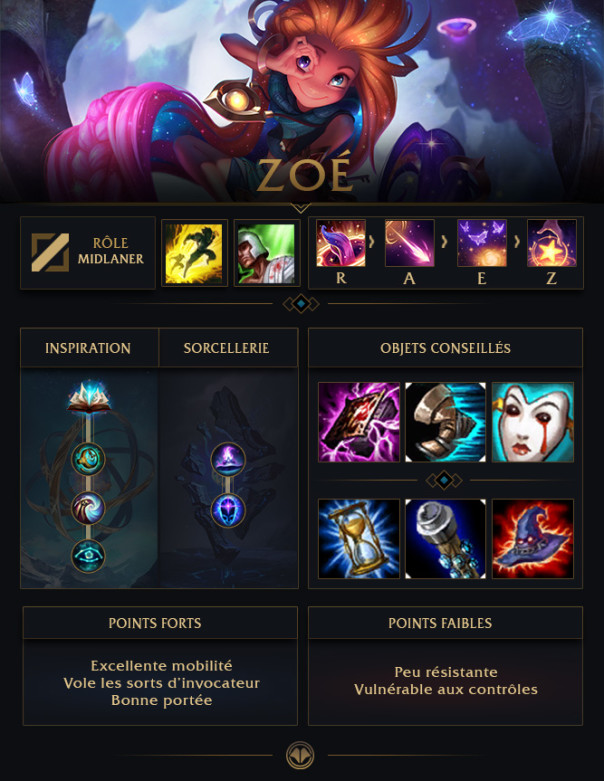 ZOÉ
RÔLE
MIDLANER
R
A
E
Z
INSPIRATION
SORCELLERIE
OBJETS CONSEILLÉS
POINTS FORTS
Excellente mobilité
Vole les sorts d'invocateur
Bonne portée
POINTS FAIBLES
Peu résistante
Vulnérable aux contrôles